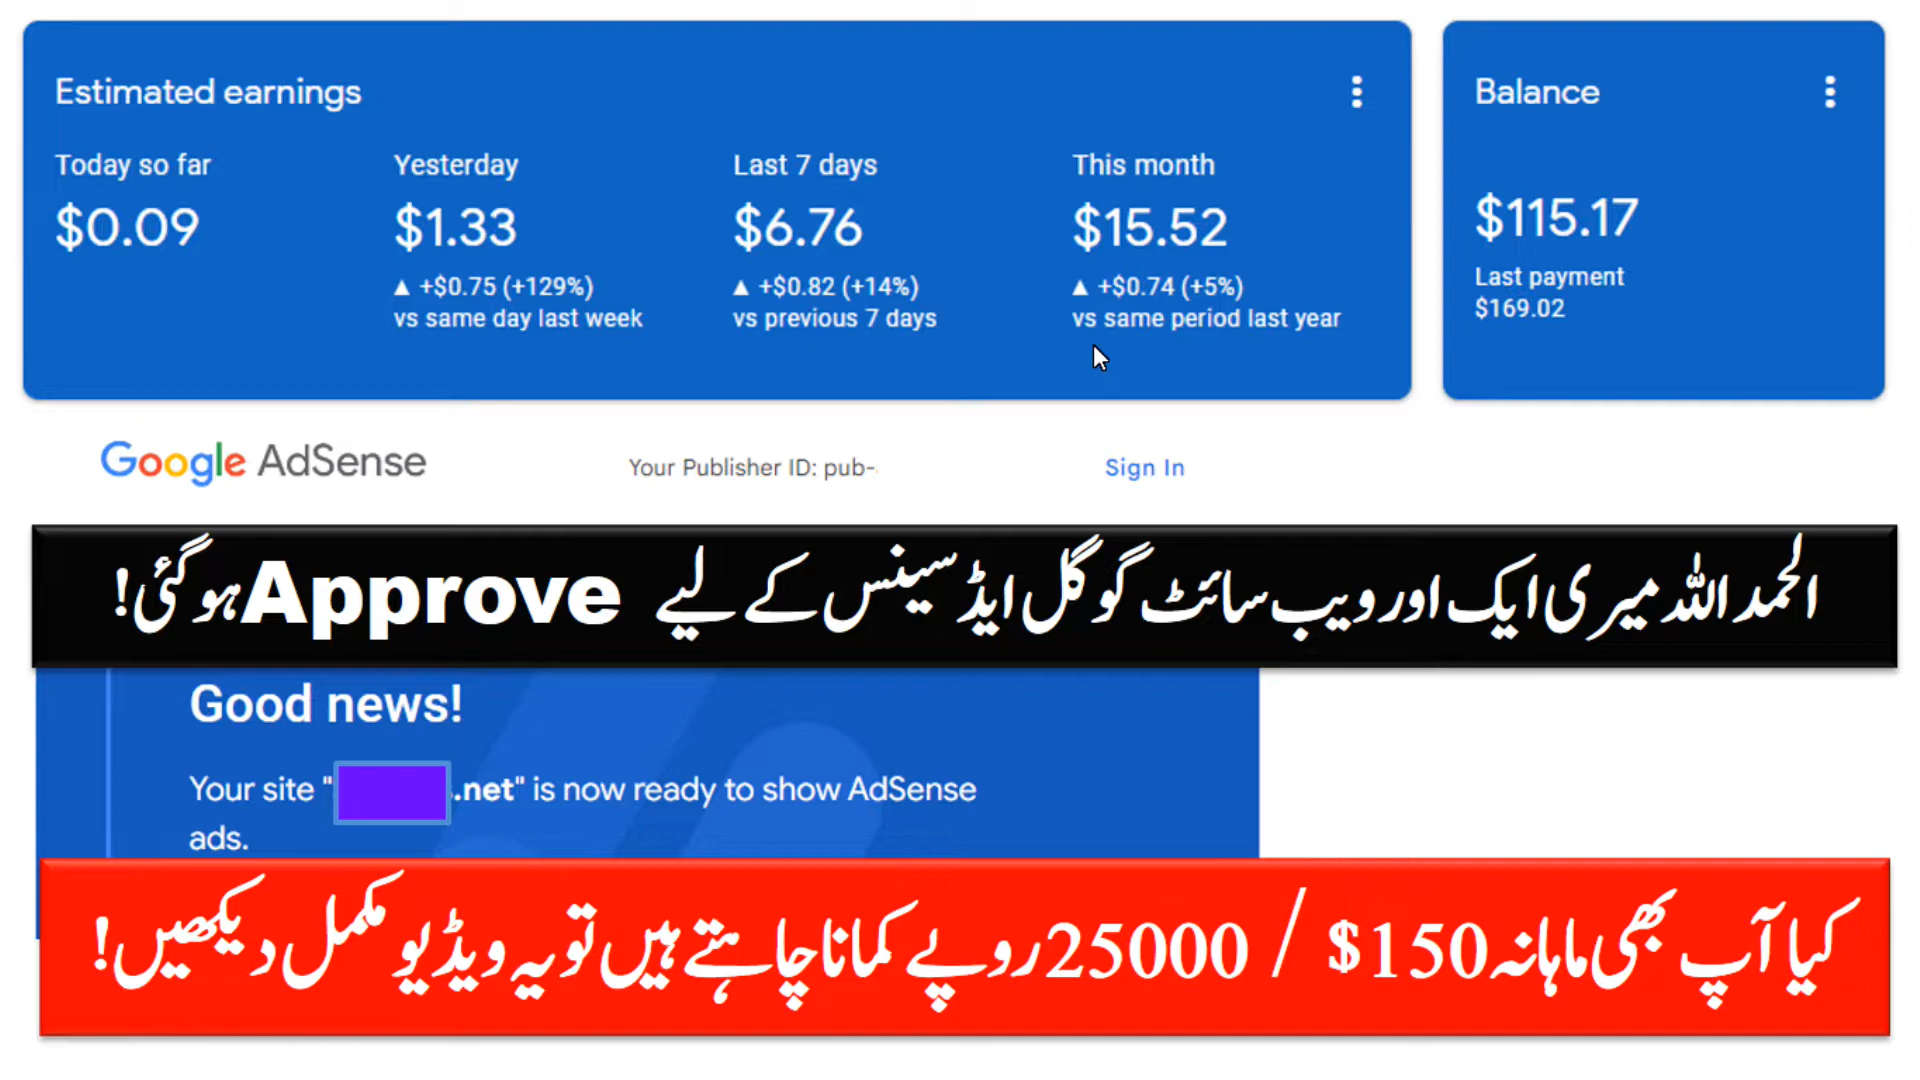 Estimated earnings
Today so far
$0.09
Yesterday
$1.33
▲ +$0.75 (+129%)
vs same day last week
Last 7 days
$6.76
▲ +$0.82 (+14%)
vs previous 7 days
This month
$15.52
▲ +$0.74 (+5%)
vs same period last year
Balance
$115.17
Last payment
$169.02
Google AdSense
Your Publisher ID: pub-
Sign In
الحمد اللہ میری ایک اور ویب سائٹ گوگل ایڈسینس کے لیے Approve ہو گئی!
Good news!
Your site ".net" is now ready to show AdSense
ads.
کیا آپ بھی ماہانہ 150$ / 25000 روپے کمانا چاہتے ہیں تو یہ ویڈیو مکمل دیکھیں!